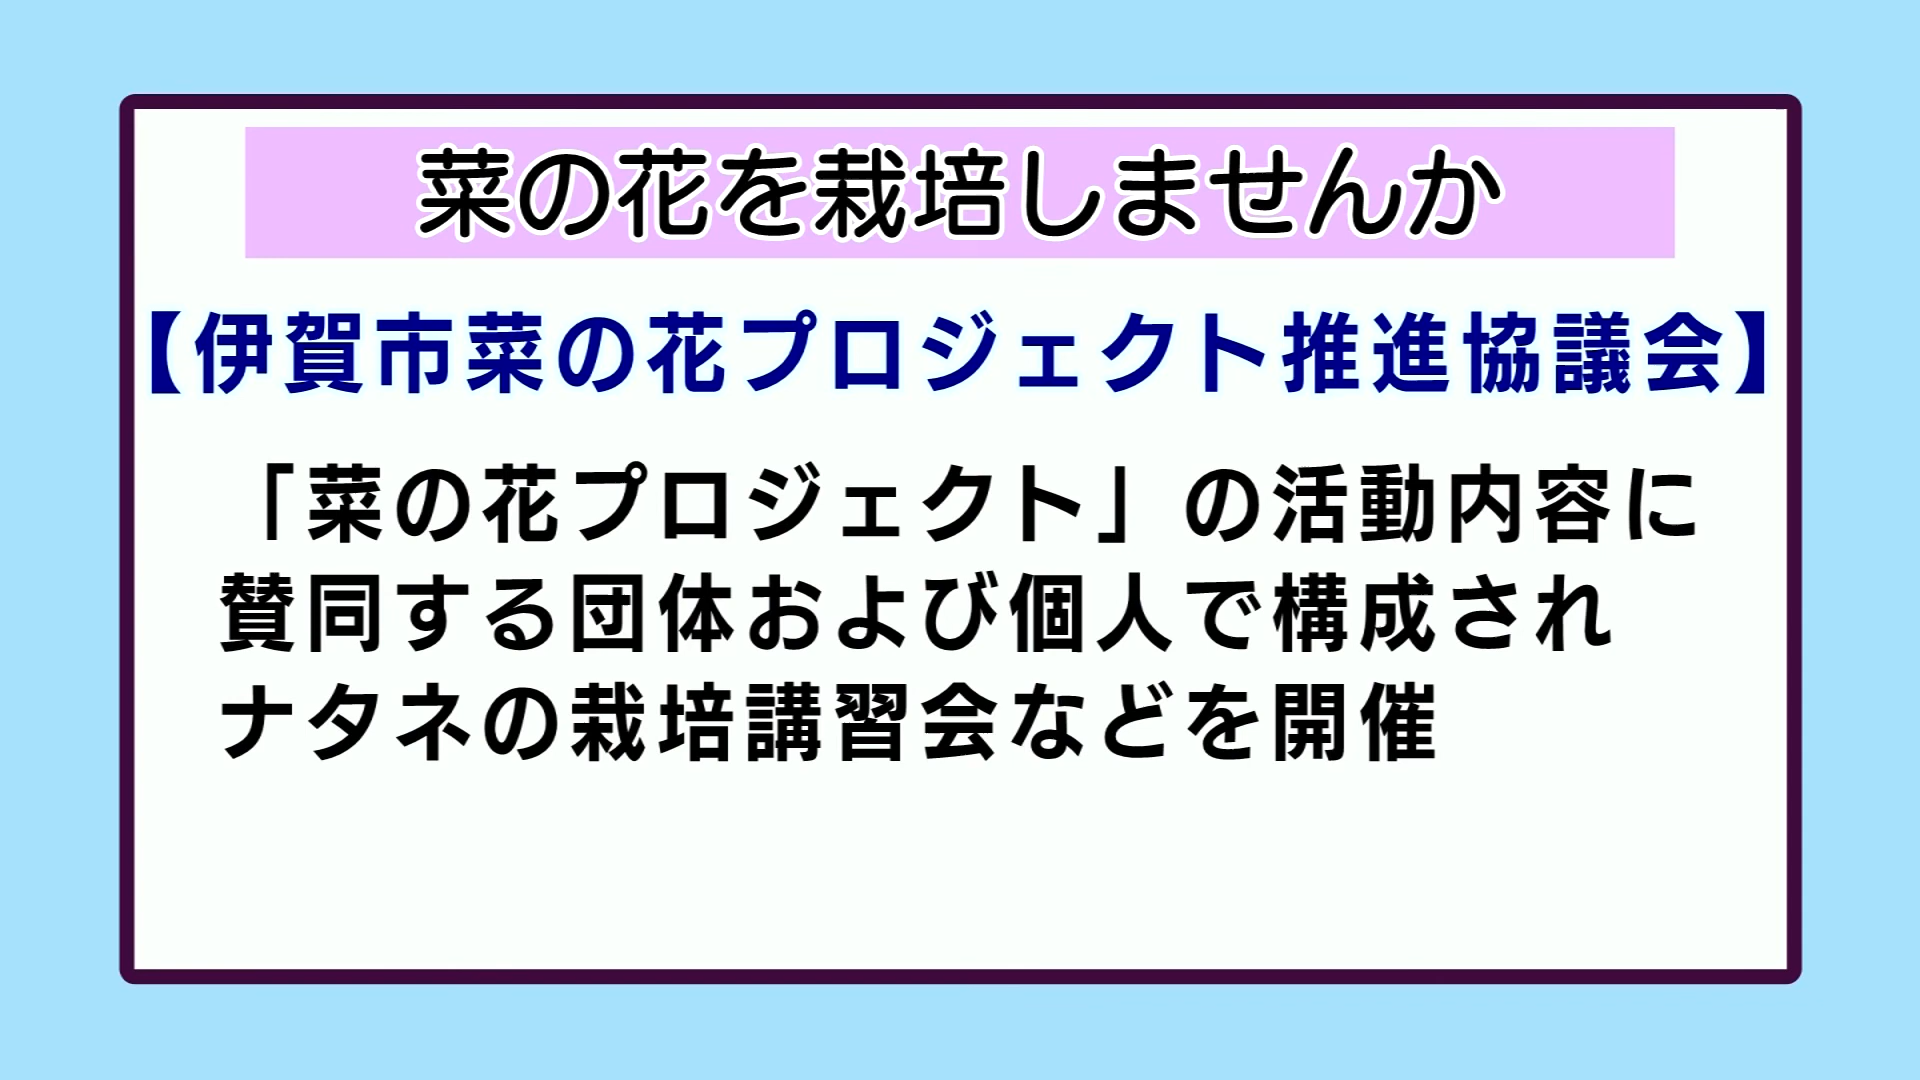 菜の花を栽培しませんか
【伊賀市菜の花プロジェクト推進協議会】
「菜の花プロジェクト」の活動内容に
賛同する団体および個人で構成され
ナタネの栽培講習会などを開催